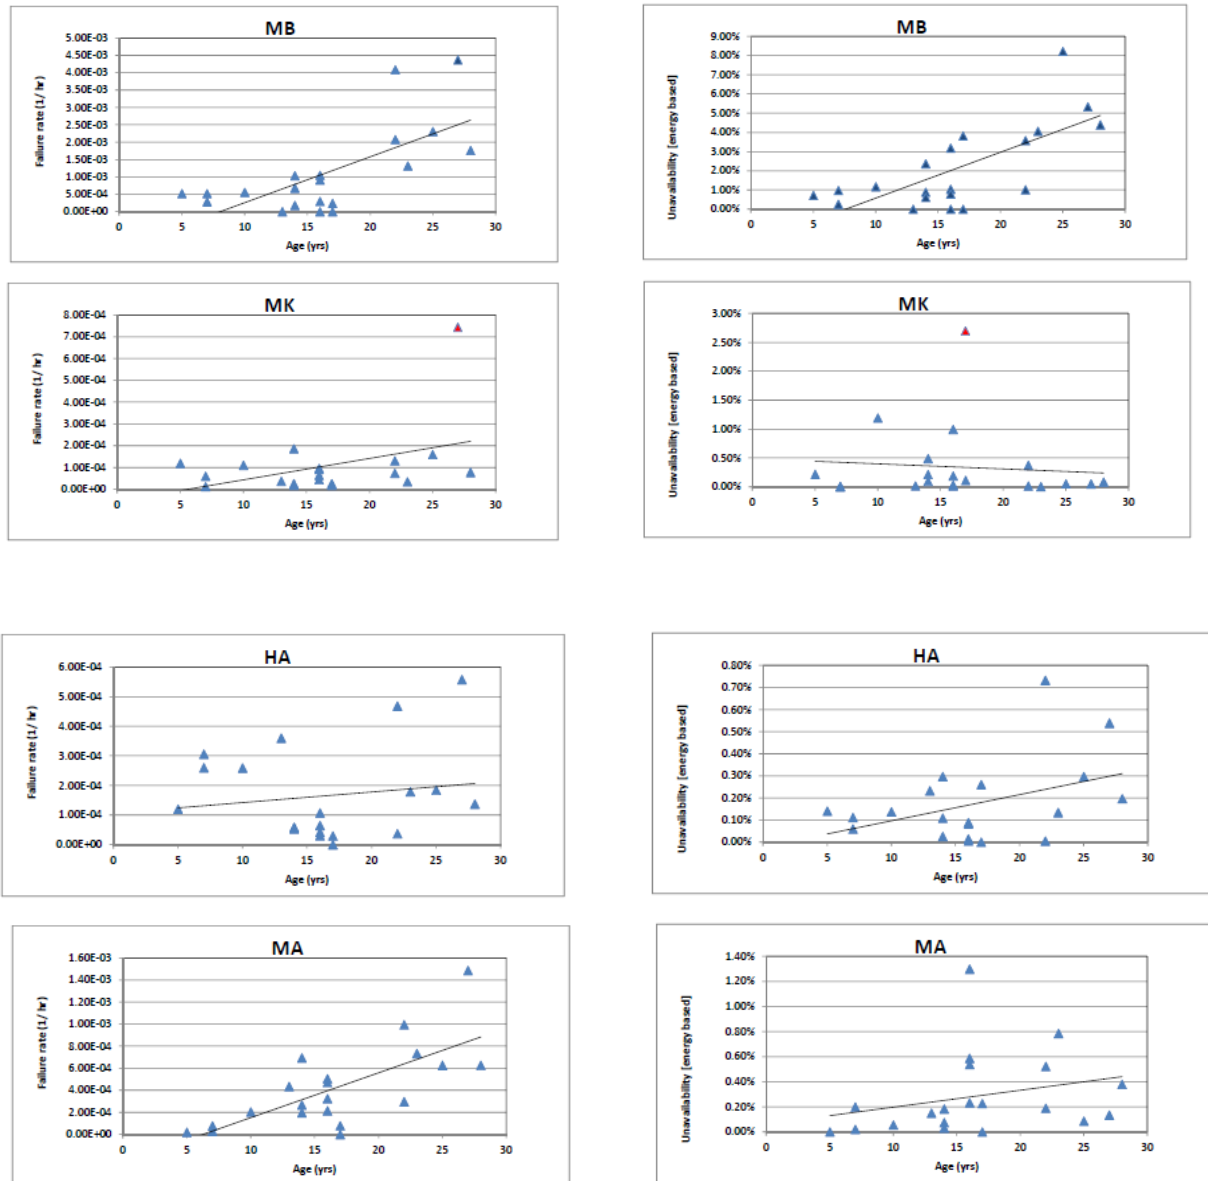 MB
Failure rate (1/ hr)
5.00E-03
4.50E-03
4.00E-03
3.50E-03
3.00E-03
2.50E-03
2.00E-03
1.50E-03
1.00E-03
5.00E-04
0.00E+00
0 5 10 15 20 25 30
Age (yrs)
MB
Unavailability [energy based]
9.00%
8.00%
7.00%
6.00%
5.00%
4.00%
3.00%
2.00%
1.00%
0.00%
0 5 10 15 20 25 30
Age (yrs)
MK
Failure rate (1/ hr)
8.00E-04
7.00E-04
6.00E-04
5.00E-04
4.00E-04
3.00E-04
2.00E-04
1.00E-04
0.00E+00
0 5 10 15 20 25 30
Age (yrs)
MK
Unavailability [energy based]
3.00%
2.50%
2.00%
1.50%
1.00%
0.50%
0.00%
0 5 10 15 20 25 30
Age (yrs)
HA
Failure rate (1/ hr)
6.00E-04
5.00E-04
4.00E-04
3.00E-04
2.00E-04
1.00E-04
0.00E+00
0 5 10 15 20 25 30
Age (yrs)
HA
Unavailability [energy based]
0.80%
0.70%
0.60%
0.50%
0.40%
0.30%
0.20%
0.10%
0.00%
0 5 10 15 20 25 30
Age (yrs)
MA
Failure rate (1/ hr)
1.60E-03
1.40E-03
1.20E-03
1.00E-03
8.00E-04
6.00E-04
4.00E-04
2.00E-04
0.00E+00
0 5 10 15 20 25 30
Age (yrs)
MA
Unavailability [energy based]
1.40%
1.20%
1.00%
0.80%
0.60%
0.40%
0.20%
0.00%
0 5 10 15 20 25 30
Age (yrs)